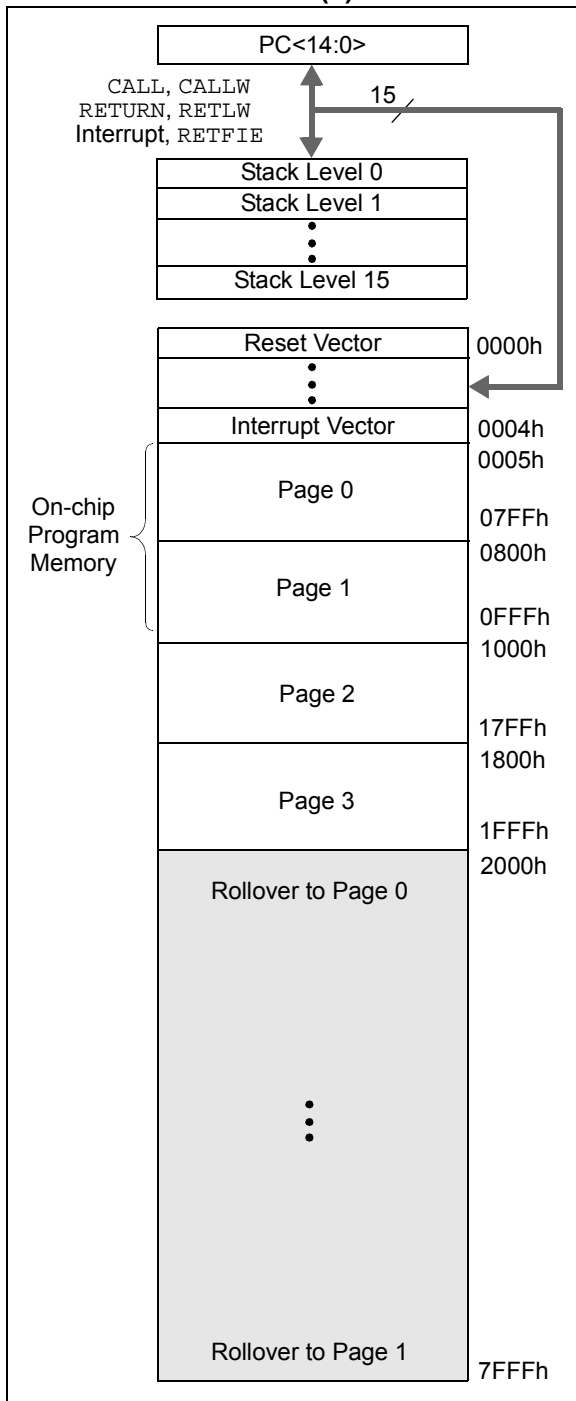 PC<14:0>
CALL, CALLW
RETURN, RETLW
Interrupt, RETFIE
15
Stack Level 0
Stack Level 1
Stack Level 15
Reset Vector
0000h
Interrupt Vector
0004h
0005h
On-chip
Program
Memory
Page 0
07FFh
0800h
Page 1
0FFFh
1000h
Page 2
17FFh
1800h
Page 3
1FFFh
2000h
Rollover to Page 0
Rollover to Page 1
7FFFh